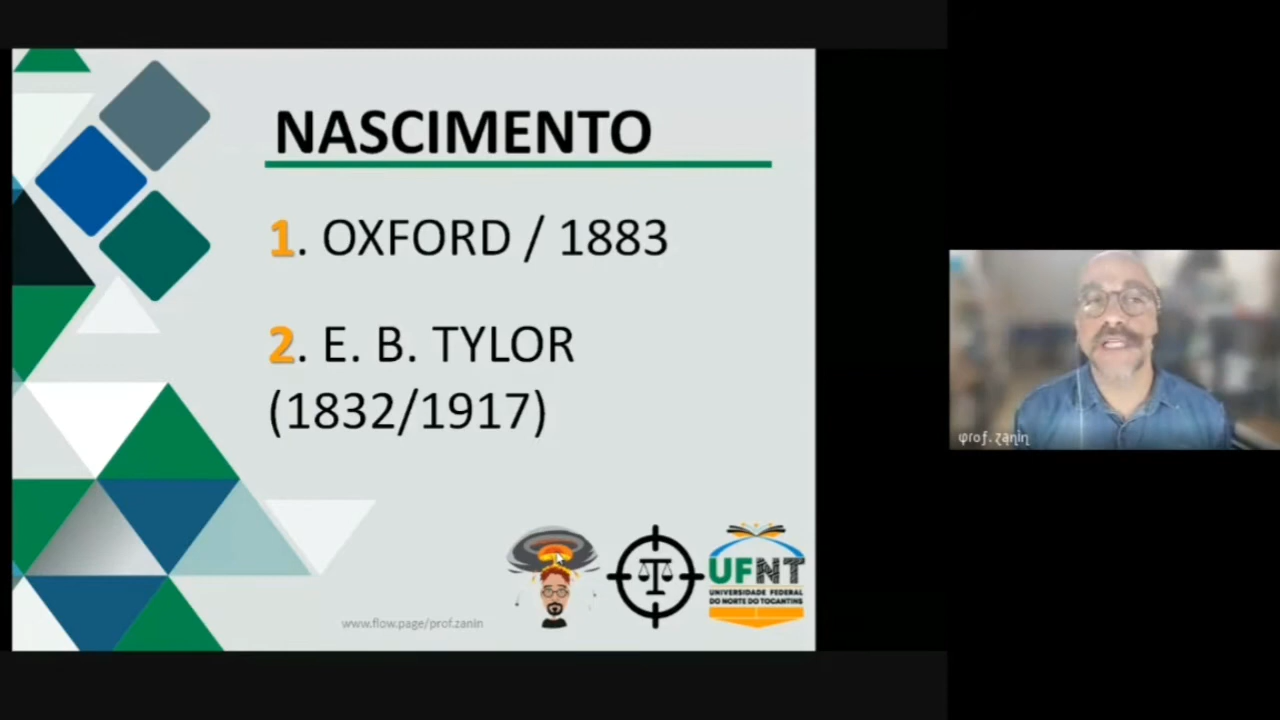 NASCIMENTO
1. OXFORD / 1883
2. E. B. TYLOR
(1832/1917)
www.flow.page/prof.zanin
UFNT
UNIVERSIDADE FEDERAL
DO NORTE DO TOCANTINS
φrof. zanin